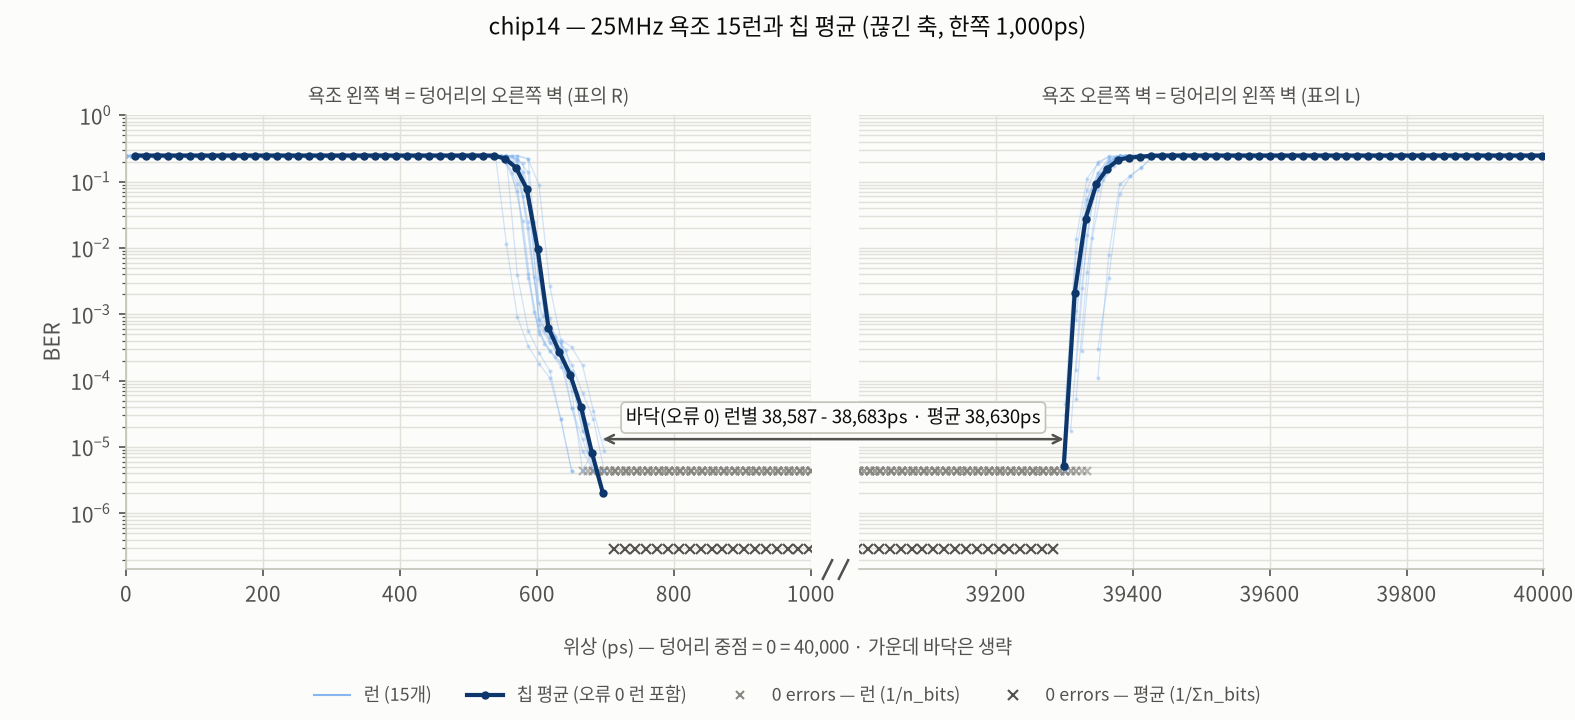 chip14 — 25MHz 욕조 15런과 칩 평균 (끊긴 축, 한쪽 1,000ps)
욕조 왼쪽 벽 = 덩어리의 오른쪽 벽 (표의 R)
욕조 오른쪽 벽 = 덩어리의 왼쪽 벽 (표의 L)
BER
10⁰
10⁻¹
10⁻²
10⁻³
10⁻⁴
10⁻⁵
10⁻⁶
바닥(오류 0) 런별 38,587 - 38,683ps · 평균 38,630ps
0 200 400 600 800 1000 39200 39400 39600 39800 40000
위상 (ps) — 덩어리 중점 = 0 = 40,000 · 가운데 바닥은 생략
런 (15개) 칩 평균 (오류 0 런 포함) 0 errors — 런 (1/n_bits) 0 errors — 평균 (1/Σn_bits)